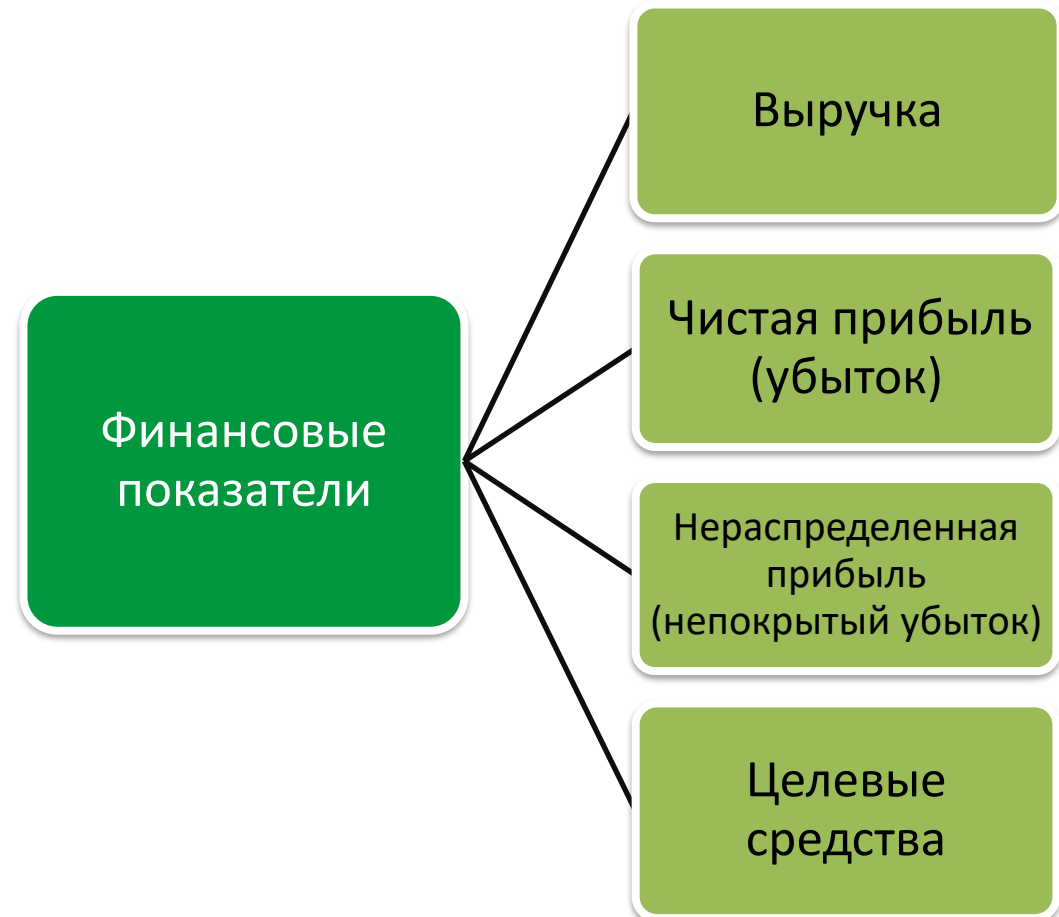 Финансовые
показатели
Выручка
Чистая прибыль
(убыток)
Нераспределенная
прибыль
(непокрытый убыток)
Целевые
средства